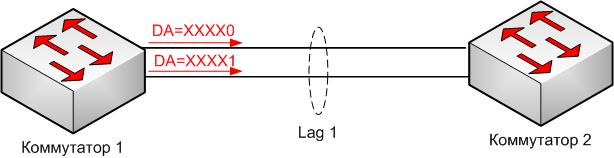 DA=XXXX0
DA=XXXX1
Lag 1
Коммутатор 1
Коммутатор 2